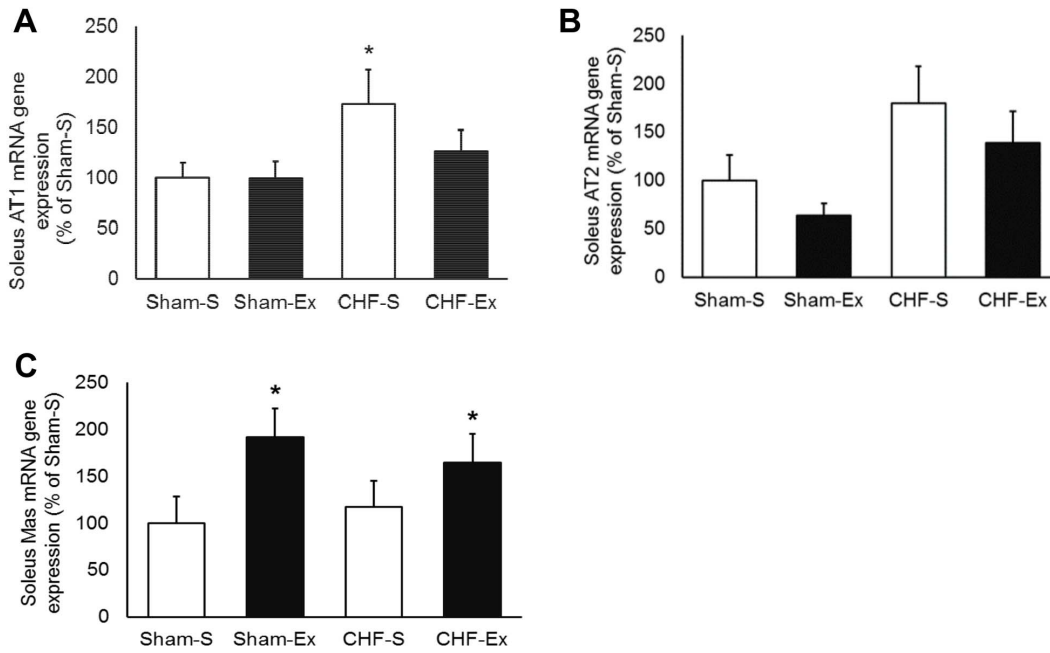 A
Soleus AT1 mRNA gene
expression
(% of Sham-S)
250
200
150
100
50
0
*
Sham-S Sham-Ex CHF-S CHF-Ex
B
Soleus AT2 mRNA gene
expression (% of Sham-S)
250
200
150
100
50
0
Sham-S Sham-Ex CHF-S CHF-Ex
C
Soleus Mas mRNA gene
expression (% of Sham-S)
250
200
150
100
50
0
* *
Sham-S Sham-Ex CHF-S CHF-Ex